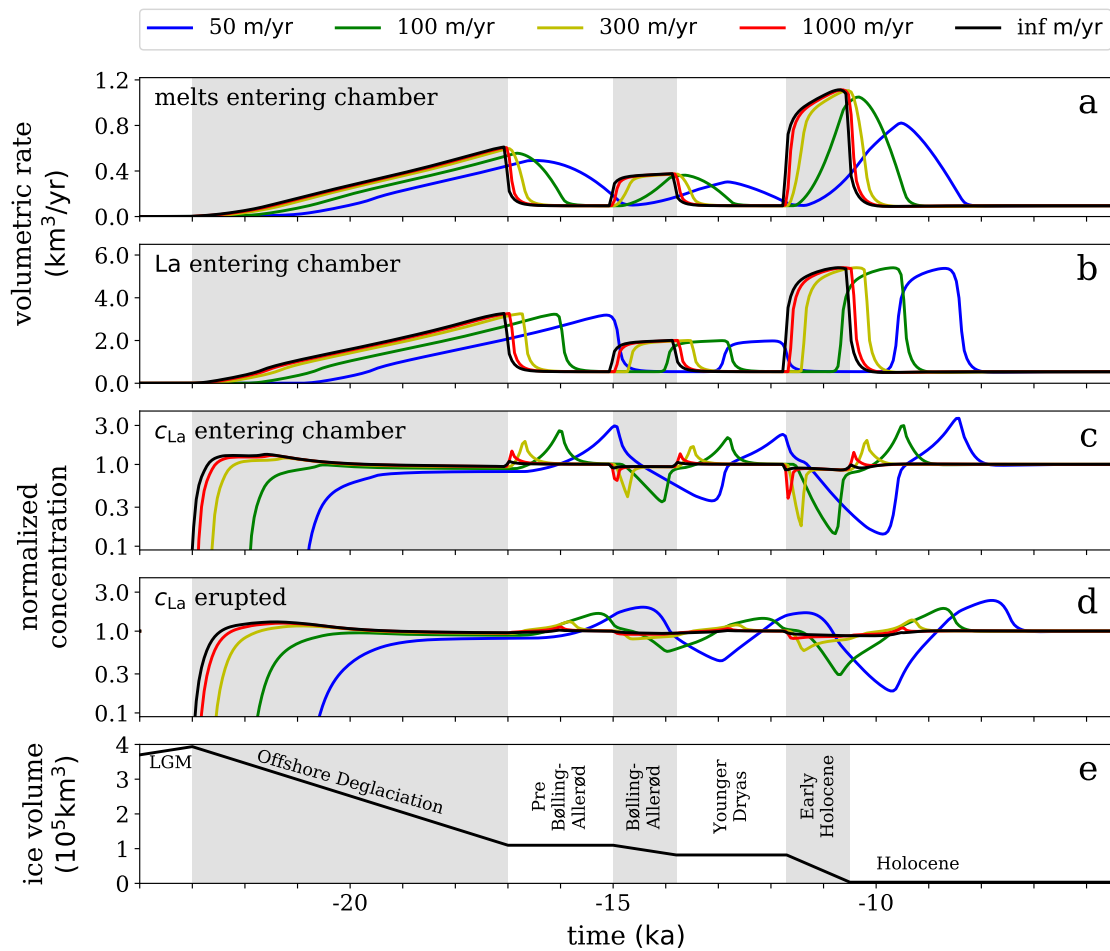 50 m/yr 100 m/yr 300 m/yr 1000 m/yr inf m/yr
volumetric rate
(km³/yr)
1.2
0.8
0.4
0.0
melts entering chamber
a
6.0
4.0
2.0
0.0
La entering chamber
b
normalized
concentration
3.0
1.0
0.3
0.1
c_La entering chamber
c
3.0
1.0
0.3
0.1
c_La erupted
d
ice volume
(10⁵km³)
4
3
2
1
0
LGM
Offshore Deglaciation
Pre
Bølling-
Allerød
Bølling-
Allerød
Younger
Dryas
Early
Holocene
Holocene
e
-20 -15 -10
time (ka)